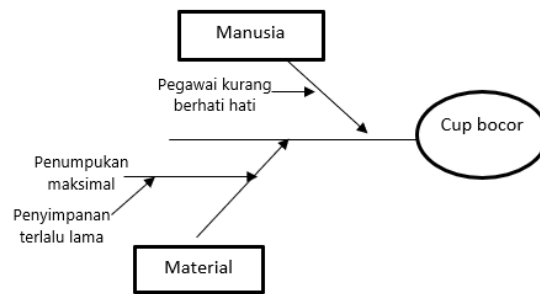 Manusia
Pegawai kurang
berhati hati
Cup bocor
Penumpukan
maksimal
Penyimpanan
terlalu lama
Material